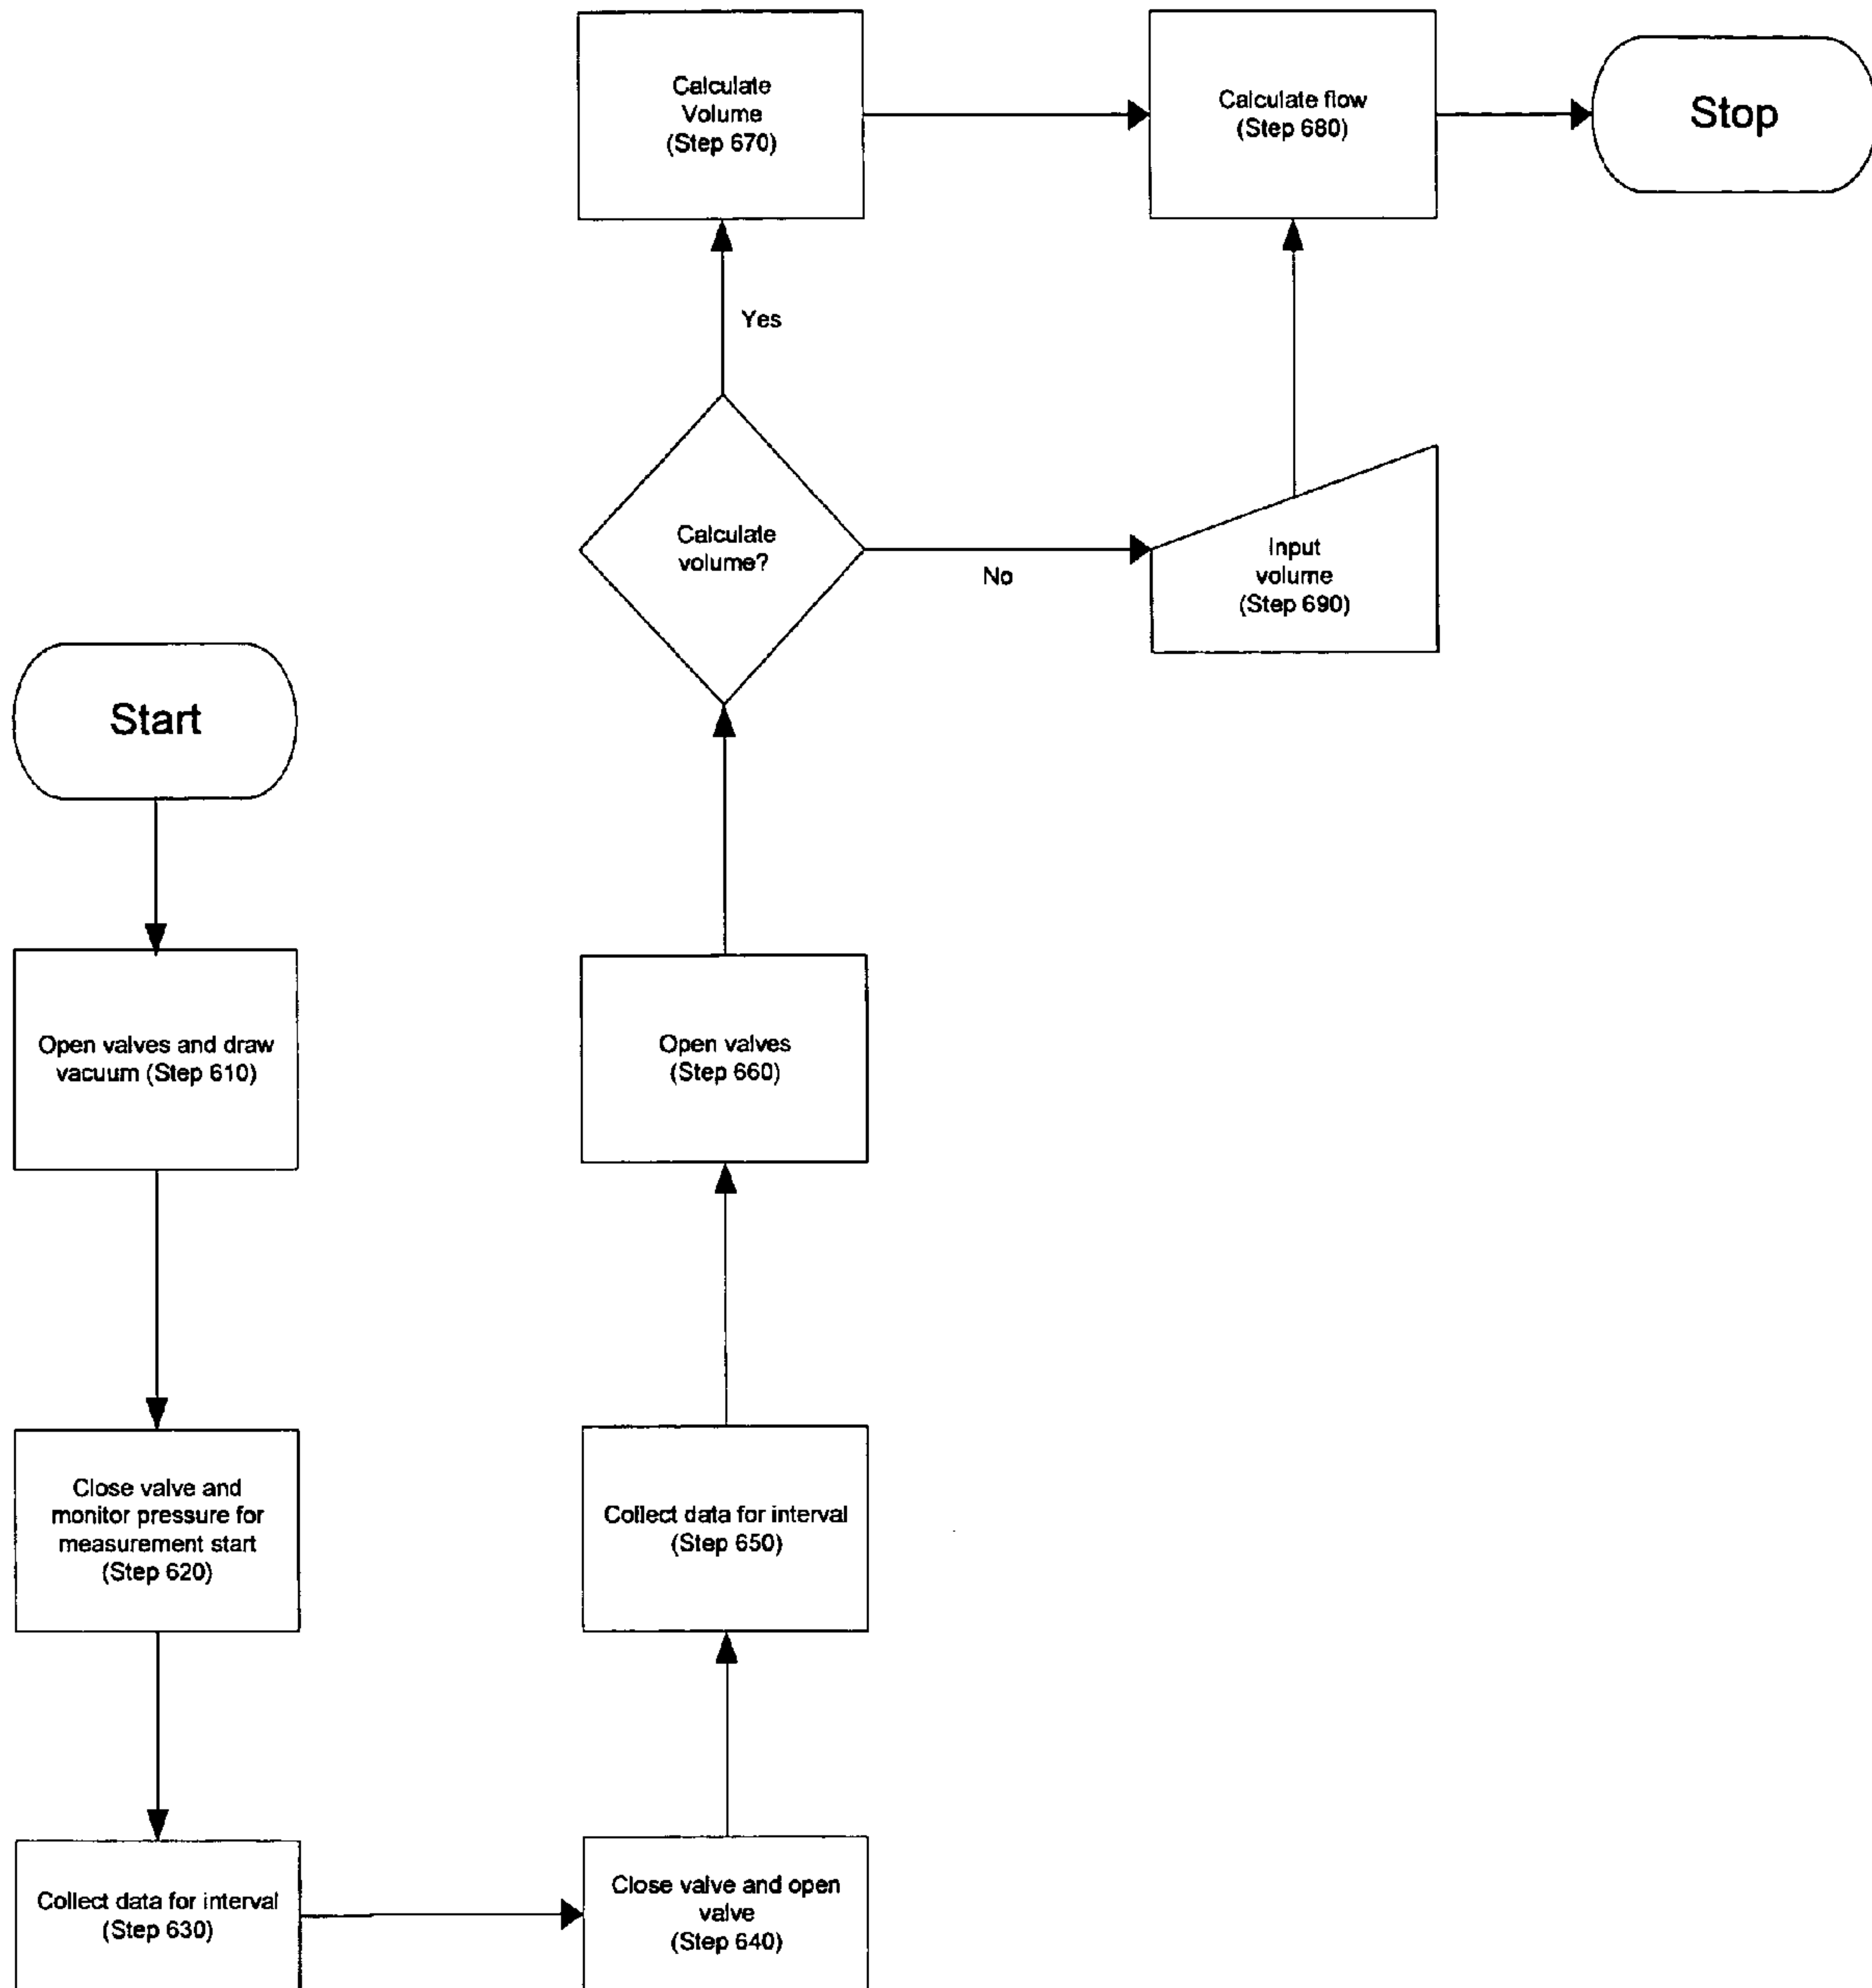 Start
Open valves and draw
vacuum (Step 610)
Close valve and
monitor pressure for
measurement start
(Step 620)
Collect data for interval
(Step 630)
Close valve and open
valve
(Step 640)
Collect data for interval
(Step 650)
Open valves
(Step 660)
Calculate
volume?
Yes
Calculate
Volume
(Step 670)
No
Input
volume
(Step 690)
Calculate flow
(Step 680)
Stop